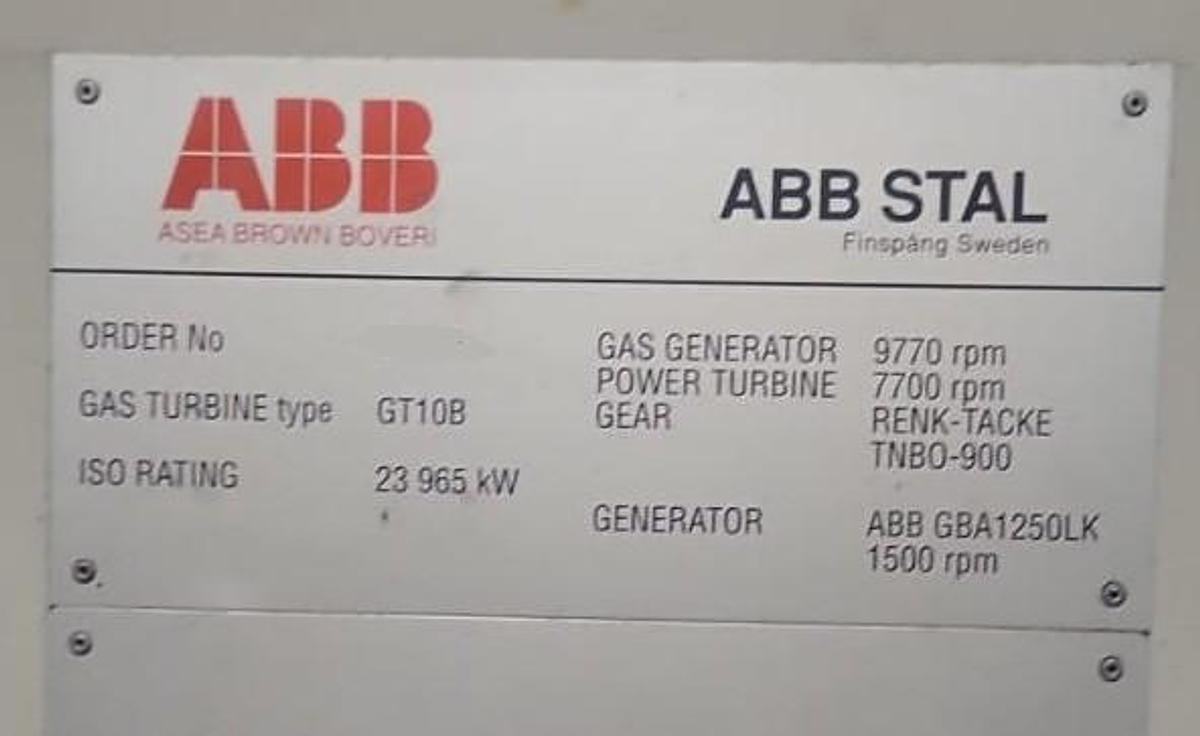 ABB
ASEA BROWN BOVERI
ABB STAL
Finspång Sweden
ORDER No
GAS TURBINE type GT10B
ISO RATING 23 965 kW
GAS GENERATOR 9770 rpm
POWER TURBINE 7700 rpm
GEAR RENK-TACKE
TNBO-900
GENERATOR ABB GBA1250LK
1500 rpm